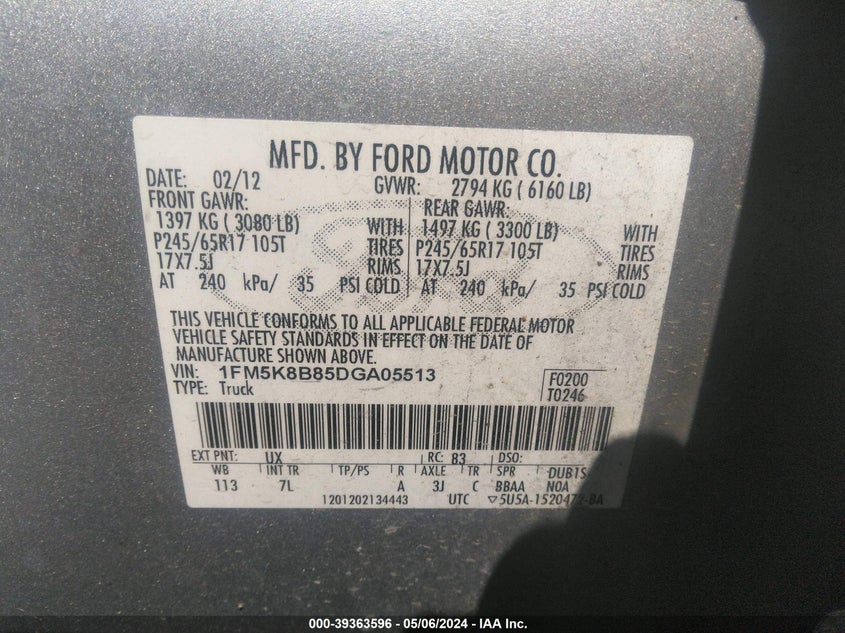 MFD. BY FORD MOTOR CO.
DATE: 02/12 GVWR: 2794 KG ( 6160 LB)
FRONT GAWR: REAR GAWR:
1397 KG ( 3080 LB) WITH 1497 KG ( 3300 LB) WITH
P245/65R17 105T TIRES P245/65R17 105T TIRES
17X7.5J RIMS 17X7.5J RIMS
AT 240 kPa/ 35 PSI COLD AT 240 kPa/ 35 PSI COLD
THIS VEHICLE CONFORMS TO ALL APPLICABLE FEDERAL MOTOR
VEHICLE SAFETY STANDARDS IN EFFECT ON THE DATE OF
MANUFACTURE SHOWN ABOVE.
VIN: 1FM5K8B85DGA05513 F0200
TYPE: Truck T0246
EXT PNT: UX RC: 83 DSO:
WB INT TR TP/PS R AXLE TR SPR DUBTS
113 7L A 3J C BBAA NOA
1201202134443 UTC ▽5U5A-1520472-BA
000-39363596 - 05/06/2024 - IAA Inc.